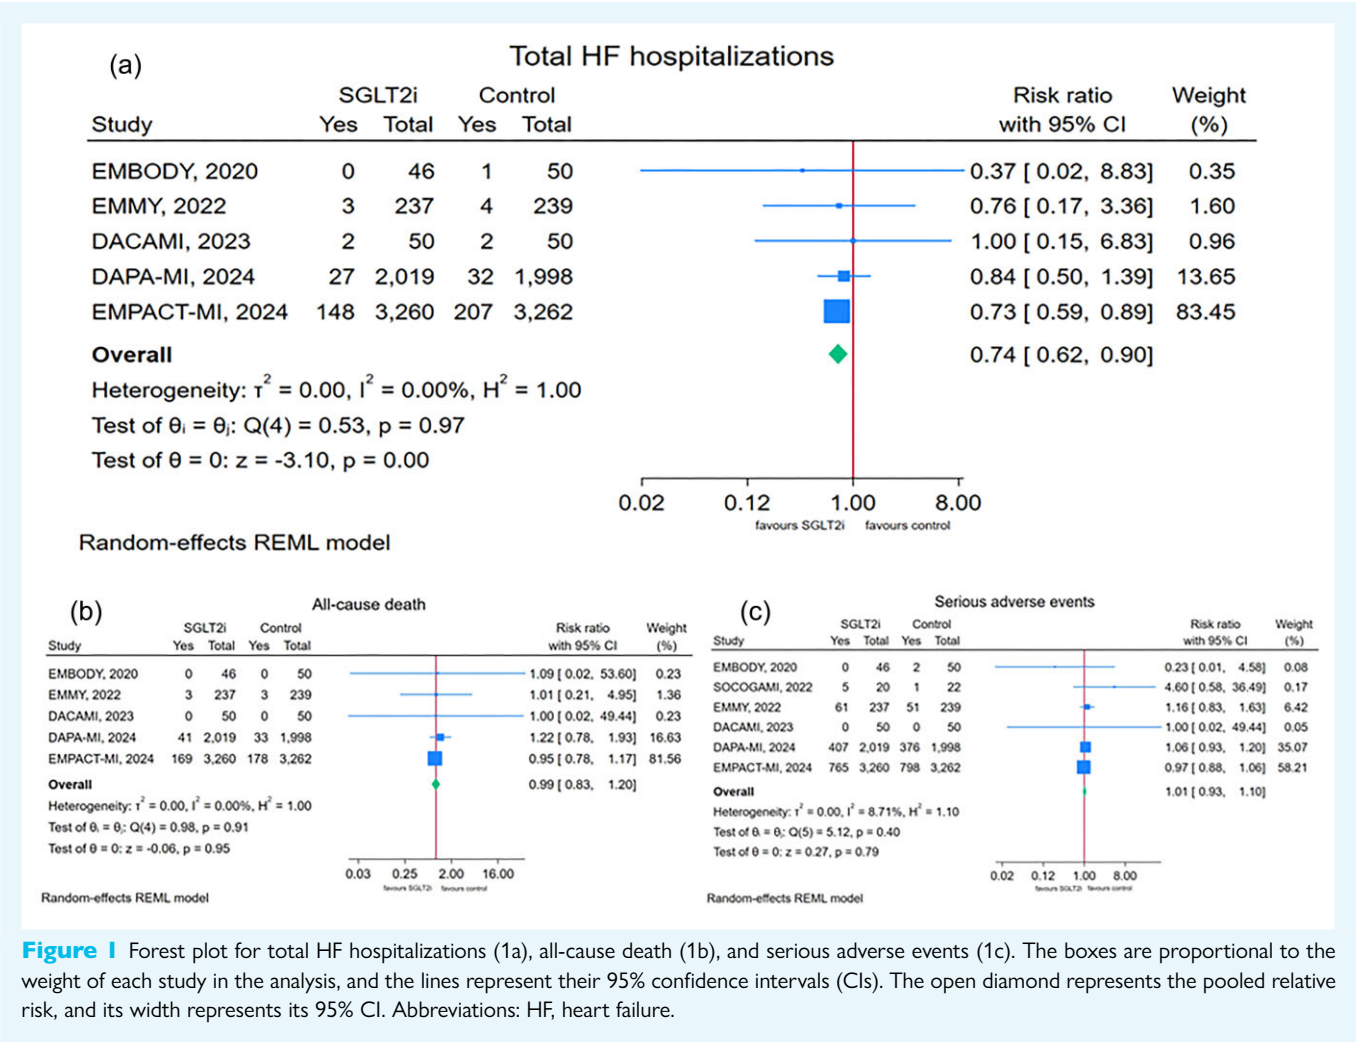 (a)
Total HF hospitalizations
SGLT2i Control Risk ratio Weight
Study Yes Total Yes Total with 95% CI (%)
EMBODY, 2020 0 46 1 50 0.37 [ 0.02, 8.83] 0.35
EMMY, 2022 3 237 4 239 0.76 [ 0.17, 3.36] 1.60
DACAMI, 2023 2 50 2 50 1.00 [ 0.15, 6.83] 0.96
DAPA-MI, 2024 27 2,019 32 1,998 0.84 [ 0.50, 1.39] 13.65
EMPACT-MI, 2024 148 3,260 207 3,262 0.73 [ 0.59, 0.89] 83.45
Overall 0.74 [ 0.62, 0.90]
Heterogeneity: τ² = 0.00, I² = 0.00%, H² = 1.00
Test of θᵢ = θⱼ: Q(4) = 0.53, p = 0.97
Test of θ = 0: z = -3.10, p = 0.00
0.02 0.12 1.00 8.00
favours SGLT2i favours control
Random-effects REML model
(b)
All-cause death
SGLT2i Control Risk ratio Weight
Study Yes Total Yes Total with 95% CI (%)
EMBODY, 2020 0 46 0 50 1.09 [ 0.02, 53.60] 0.23
EMMY, 2022 3 237 3 239 1.01 [ 0.21, 4.95] 1.36
DACAMI, 2023 0 50 0 50 1.00 [ 0.02, 49.44] 0.23
DAPA-MI, 2024 41 2,019 33 1,998 1.22 [ 0.78, 1.93] 16.63
EMPACT-MI, 2024 169 3,260 178 3,262 0.95 [ 0.78, 1.17] 81.56
Overall 0.99 [ 0.83, 1.20]
Heterogeneity: τ² = 0.00, I² = 0.00%, H² = 1.00
Test of θᵢ = θⱼ: Q(4) = 0.98, p = 0.91
Test of θ = 0: z = -0.06, p = 0.95
0.03 0.25 2.00 16.00
favours SGLT2i favours control
Random-effects REML model
(c)
Serious adverse events
SGLT2i Control Risk ratio Weight
Study Yes Total Yes Total with 95% CI (%)
EMBODY, 2020 0 46 2 50 0.23 [ 0.01, 4.58] 0.08
SOCOGAMI, 2022 5 20 1 22 4.60 [ 0.58, 36.49] 0.17
EMMY, 2022 61 237 51 239 1.16 [ 0.83, 1.63] 6.42
DACAMI, 2023 0 50 0 50 1.00 [ 0.02, 49.44] 0.05
DAPA-MI, 2024 407 2,019 376 1,998 1.06 [ 0.93, 1.20] 35.07
EMPACT-MI, 2024 765 3,260 798 3,262 0.97 [ 0.88, 1.06] 58.21
Overall 1.01 [ 0.93, 1.10]
Heterogeneity: τ² = 0.00, I² = 8.71%, H² = 1.10
Test of θᵢ = θⱼ: Q(5) = 5.12, p = 0.40
Test of θ = 0: z = 0.27, p = 0.79
0.02 0.12 1.00 8.00
favours SGLT2i favours control
Random-effects REML model
Figure 1 Forest plot for total HF hospitalizations (1a), all-cause death (1b), and serious adverse events (1c). The boxes are proportional to the
weight of each study in the analysis, and the lines represent their 95% confidence intervals (CIs). The open diamond represents the pooled relative
risk, and its width represents its 95% CI. Abbreviations: HF, heart failure.